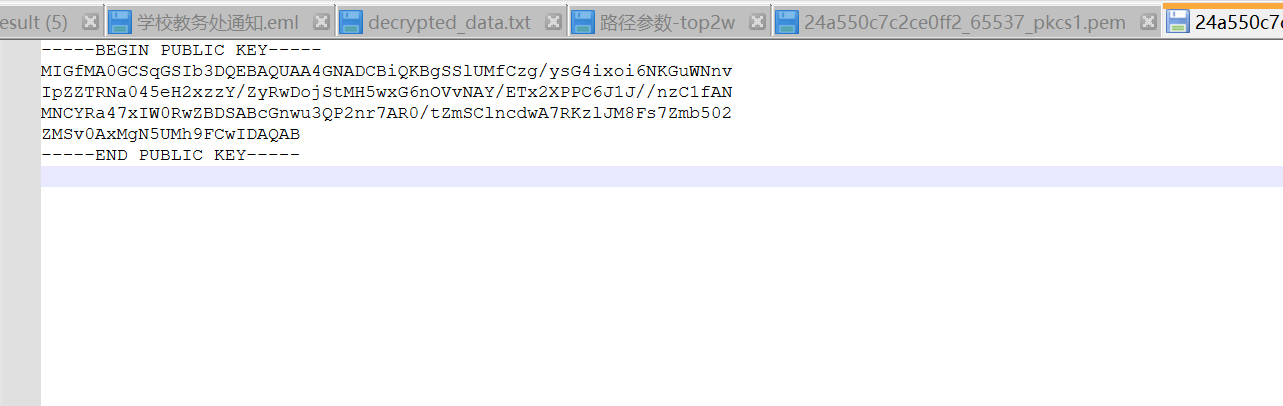 esult (5) 学校教务处通知.eml decrypted_data.txt 路径参数-top2w 24a550c7c2ce0ff2_65537_pkcs1.pem 24a550c7
-----BEGIN PUBLIC KEY-----
MIGfMA0GCSqGSIb3DQEBAQUAA4GNADCBiQKBgSSlUMfCzg/ysG4ixoi6NKGuWNnv
IpZZTRNa045eH2xzzY/ZyRwDojStMH5wxG6nOVvNAY/ETx2XPPC6J1J//nzC1fAN
MNCYRa47xIW0RwZBDSABcGnwu3QP2nr7AR0/tZmSClncdwA7RKzlJM8Fs7Zmb502
ZMSv0AxMgN5UMh9FCwIDAQAB
-----END PUBLIC KEY-----